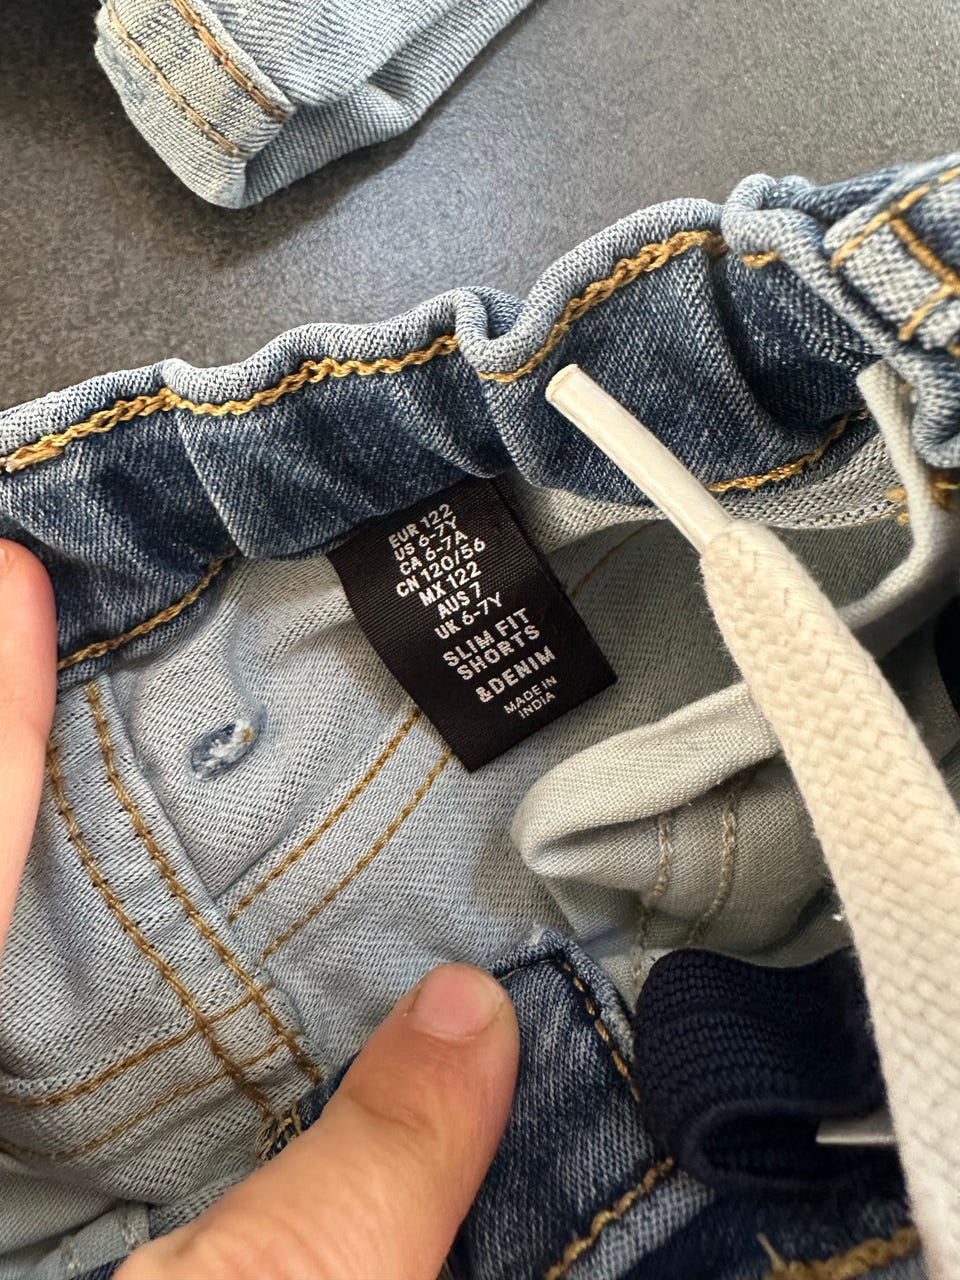 EUR 122
US 6-7Y
CA 6-7A
CN 120/56
MX 122
AUS 7
UK 6-7Y
SLIM FIT
SHORTS
&DENIM
MADE IN
INDIA